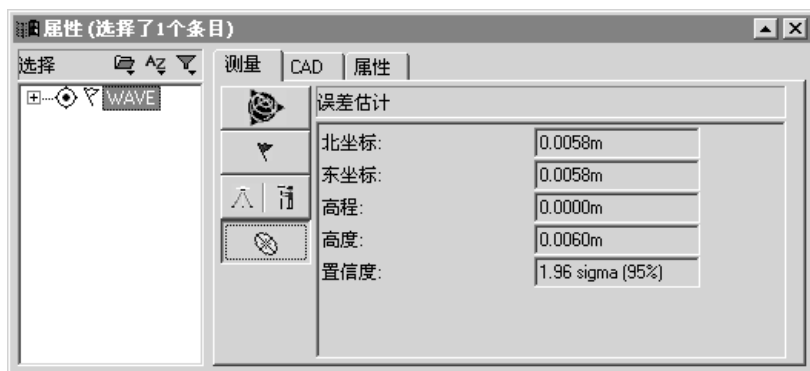 属性(选择了1个条目)
选择 AZ
WAVE
测量 CAD 属性
误差估计
北坐标: 0.0058m
东坐标: 0.0058m
高程: 0.0000m
高度: 0.0060m
置信度: 1.96 sigma (95%)